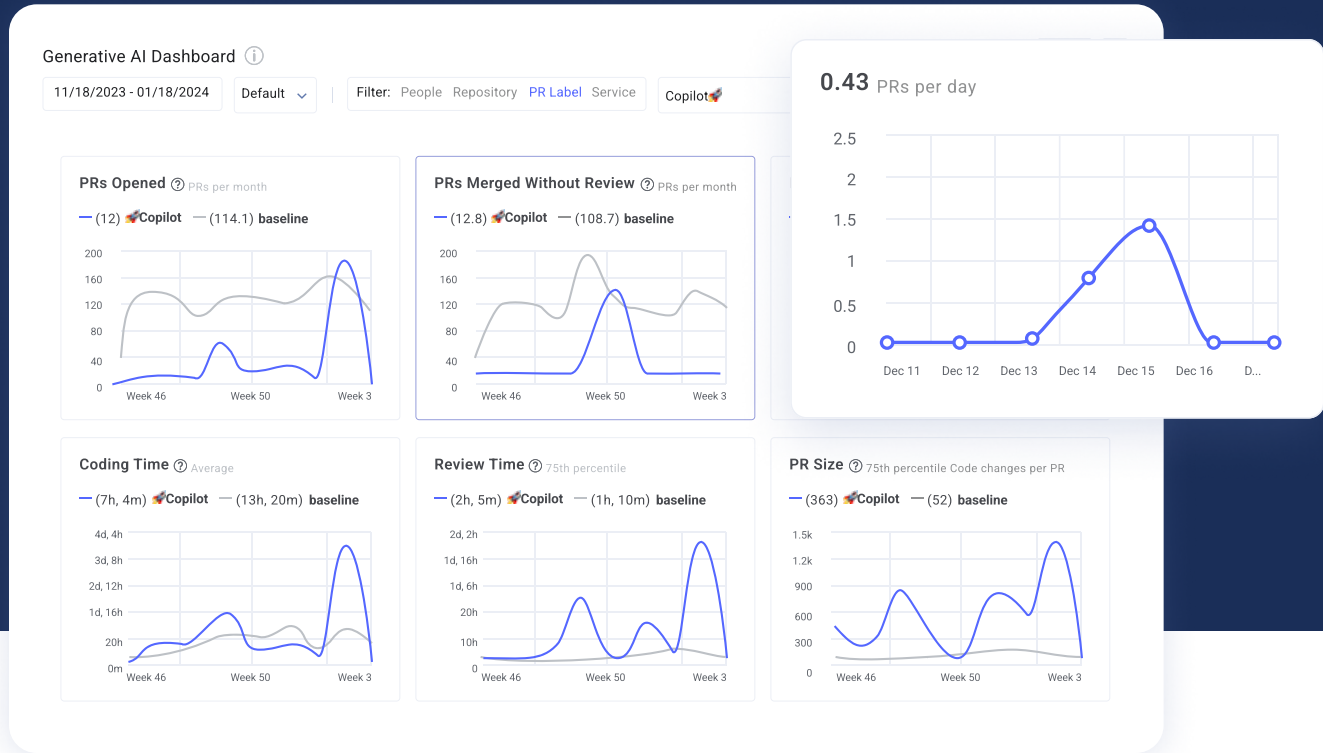 Generative AI Dashboard
11/18/2023 - 01/18/2024
Default
Filter: People Repository PR Label Service
Copilot🚀
0.43 PRs per day
2.5
2
1.5
1
0.5
0
Dec 11 Dec 12 Dec 13 Dec 14 Dec 15 Dec 16 D...
PRs Opened PRs per month
(12) 🚀Copilot (114.1) baseline
200
160
120
80
40
0
Week 46 Week 50 Week 3
PRs Merged Without Review PRs per month
(12.8) 🚀Copilot (108.7) baseline
200
160
120
80
40
0
Week 46 Week 50 Week 3
Coding Time Average
(7h, 4m) 🚀Copilot (13h, 20m) baseline
4d, 4h
3d, 8h
2d, 12h
1d, 16h
20h
0m
Week 46 Week 50 Week 3
Review Time 75th percentile
(2h, 5m) 🚀Copilot (1h, 10m) baseline
2d, 2h
1d, 16h
1d, 6h
20h
10h
0
Week 46 Week 50 Week 3
PR Size 75th percentile Code changes per PR
(363) 🚀Copilot (52) baseline
1.5k
1.2k
900
600
300
0
Week 46 Week 50 Week 3